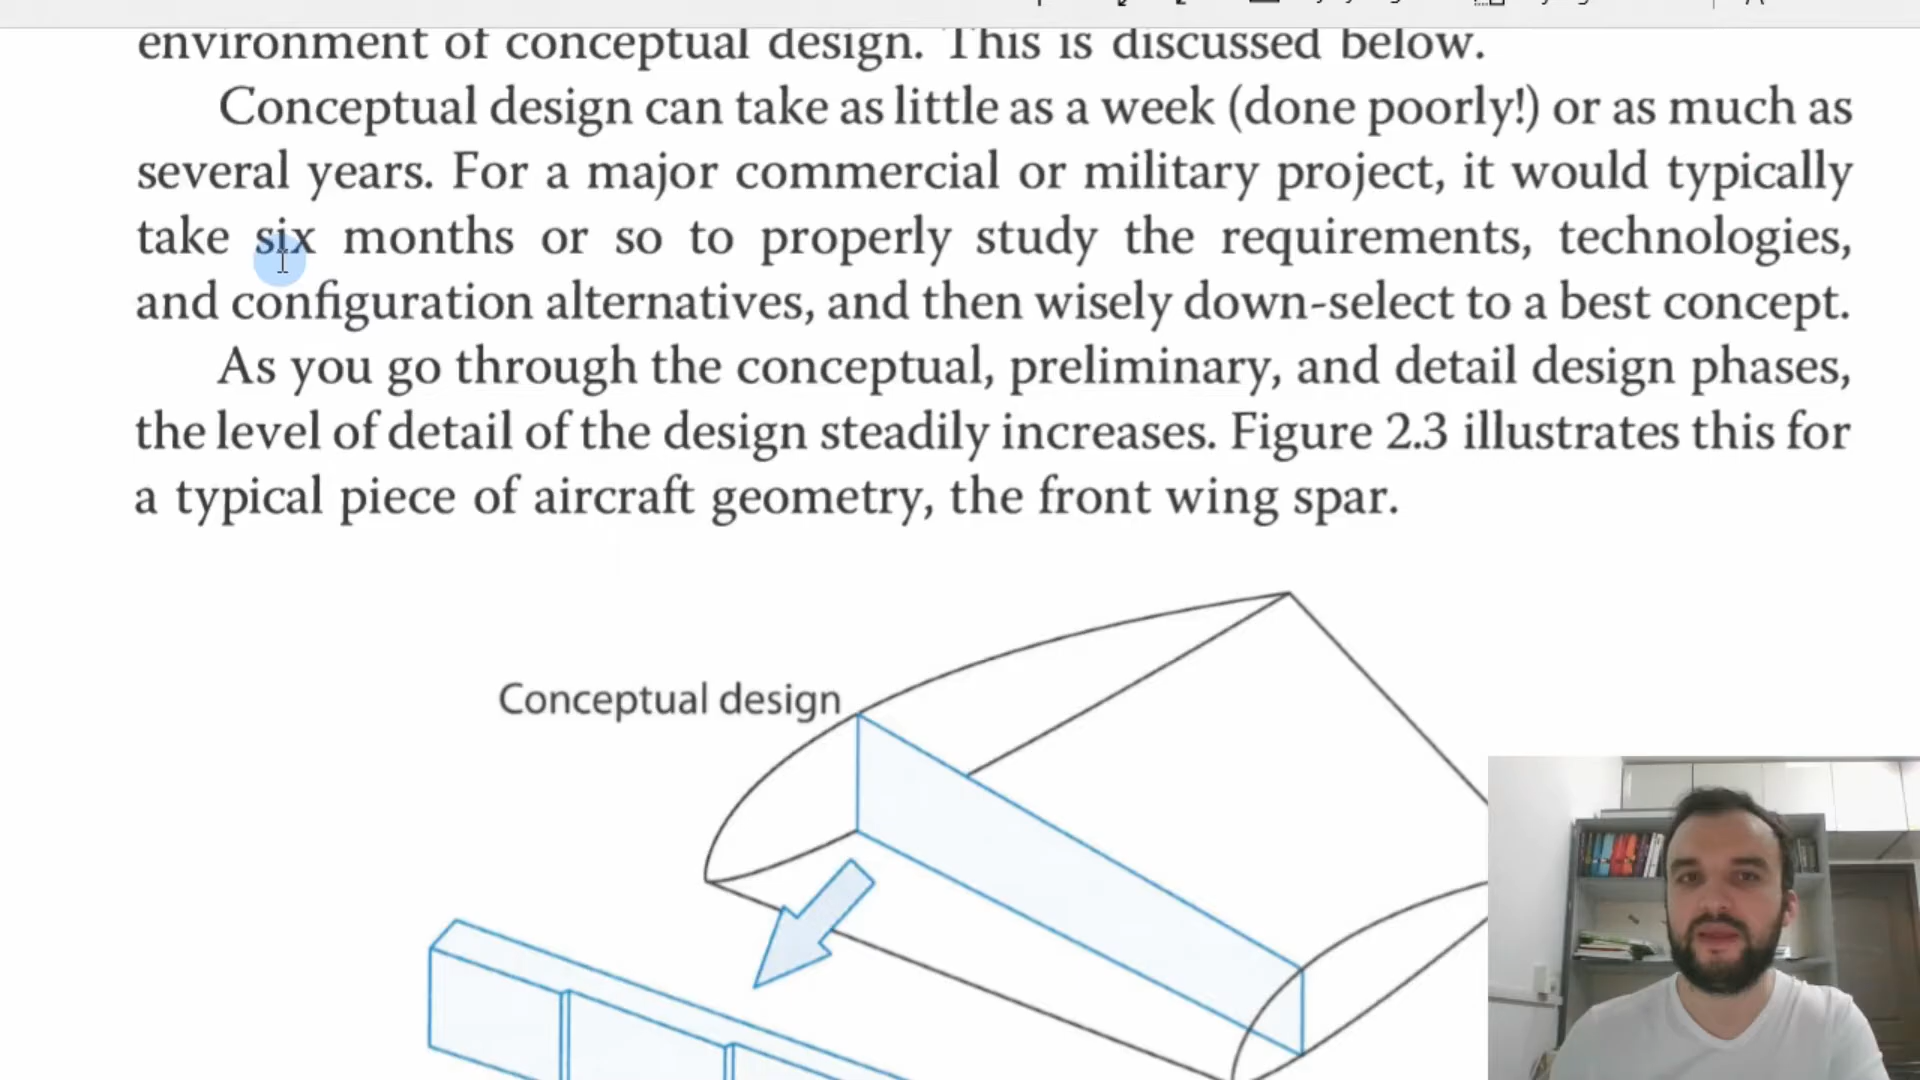 environment of conceptual design. This is discussed below.
Conceptual design can take as little as a week (done poorly!) or as much as
several years. For a major commercial or military project, it would typically
take six months or so to properly study the requirements, technologies,
and configuration alternatives, and then wisely down-select to a best concept.
As you go through the conceptual, preliminary, and detail design phases,
the level of detail of the design steadily increases. Figure 2.3 illustrates this for
a typical piece of aircraft geometry, the front wing spar.
Conceptual design